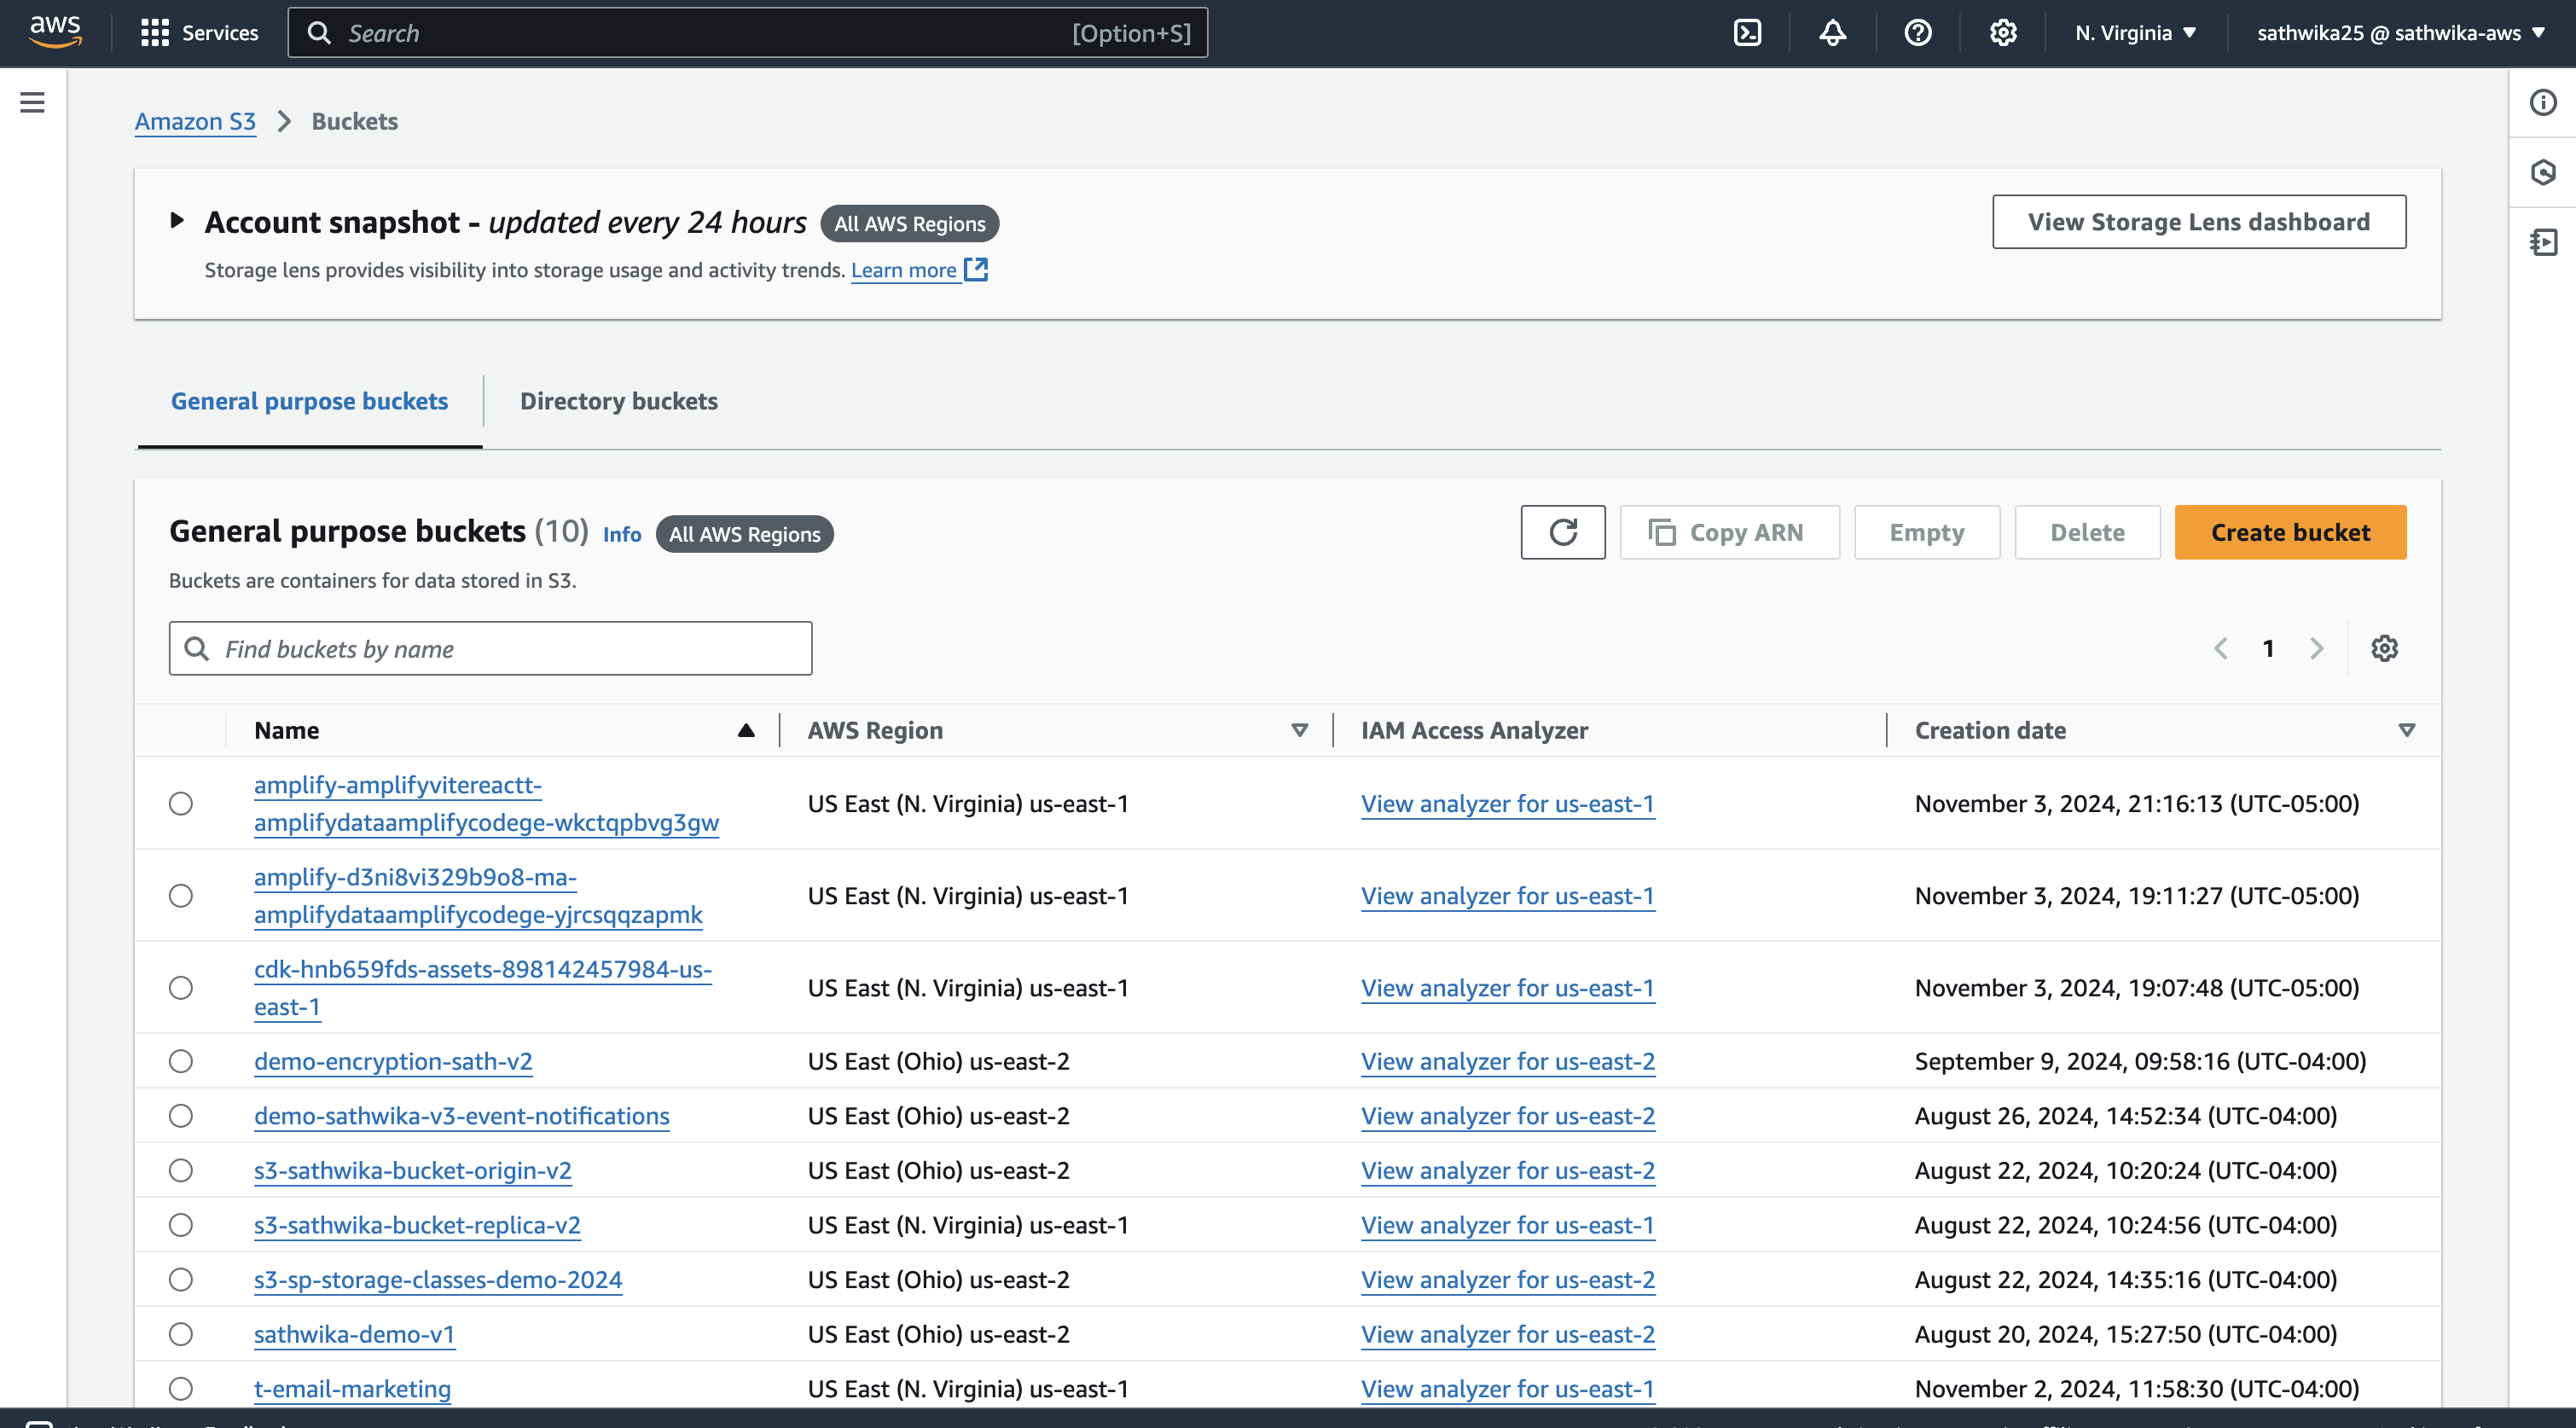 aws Services Search [Option+S] N. Virginia sathwika25 @ sathwika-aws
Amazon S3 Buckets
Account snapshot - updated every 24 hours All AWS Regions View Storage Lens dashboard
Storage lens provides visibility into storage usage and activity trends. Learn more
General purpose buckets Directory buckets
General purpose buckets (10) Info All AWS Regions Copy ARN Empty Delete Create bucket
Buckets are containers for data stored in S3.
Find buckets by name 1
Name AWS Region IAM Access Analyzer Creation date
amplify-amplifyvitereactt-
amplifydataamplifycodege-wkctqpbvg3gw US East (N. Virginia) us-east-1 View analyzer for us-east-1 November 3, 2024, 21:16:13 (UTC-05:00)
amplify-d3ni8vi329b9o8-ma-
amplifydataamplifycodege-yjrcsqqzapmk US East (N. Virginia) us-east-1 View analyzer for us-east-1 November 3, 2024, 19:11:27 (UTC-05:00)
cdk-hnb659fds-assets-898142457984-us-
east-1 US East (N. Virginia) us-east-1 View analyzer for us-east-1 November 3, 2024, 19:07:48 (UTC-05:00)
demo-encryption-sath-v2 US East (Ohio) us-east-2 View analyzer for us-east-2 September 9, 2024, 09:58:16 (UTC-04:00)
demo-sathwika-v3-event-notifications US East (Ohio) us-east-2 View analyzer for us-east-2 August 26, 2024, 14:52:34 (UTC-04:00)
s3-sathwika-bucket-origin-v2 US East (Ohio) us-east-2 View analyzer for us-east-2 August 22, 2024, 10:20:24 (UTC-04:00)
s3-sathwika-bucket-replica-v2 US East (N. Virginia) us-east-1 View analyzer for us-east-1 August 22, 2024, 10:24:56 (UTC-04:00)
s3-sp-storage-classes-demo-2024 US East (Ohio) us-east-2 View analyzer for us-east-2 August 22, 2024, 14:35:16 (UTC-04:00)
sathwika-demo-v1 US East (Ohio) us-east-2 View analyzer for us-east-2 August 20, 2024, 15:27:50 (UTC-04:00)
t-email-marketing US East (N. Virginia) us-east-1 View analyzer for us-east-1 November 2, 2024, 11:58:30 (UTC-04:00)